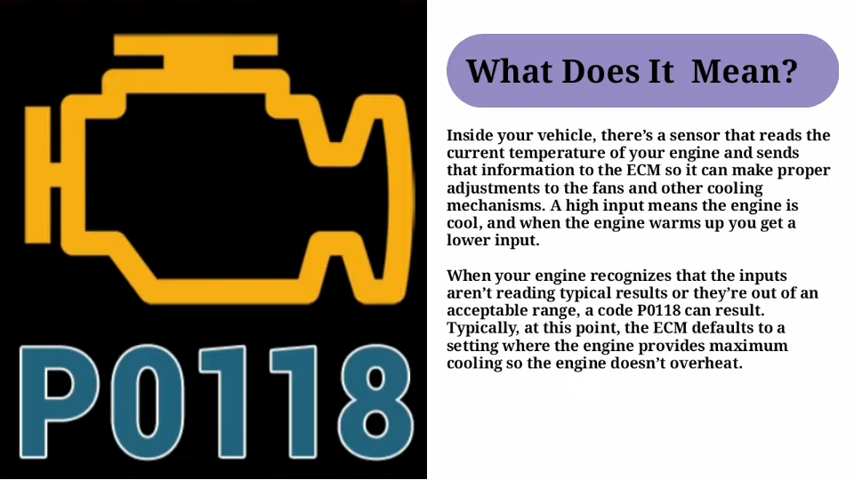 P0118
What Does It  Mean?
Inside your vehicle, there’s a sensor that reads the
current temperature of your engine and sends
that information to the ECM so it can make proper
adjustments to the fans and other cooling
mechanisms. A high input means the engine is
cool, and when the engine warms up you get a
lower input.
When your engine recognizes that the inputs
aren’t reading typical results or they’re out of an
acceptable range, a code P0118 can result.
Typically, at this point, the ECM defaults to a
setting where the engine provides maximum
cooling so the engine doesn’t overheat.